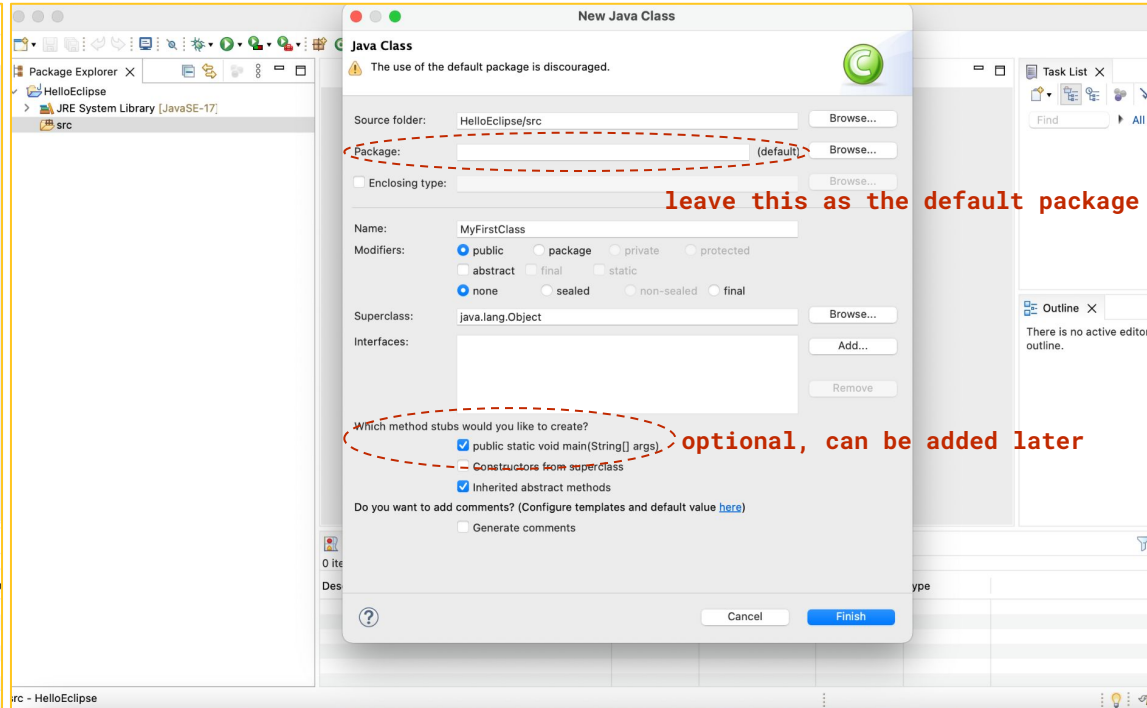 New Java Class
Java Class
The use of the default package is discouraged.
Package Explorer
HelloEclipse
JRE System Library [JavaSE-17]
src
Source folder:
HelloEclipse/src
Browse...
Package:
(default)
Browse...
Enclosing type:
Browse...
leave this as the default package
Name:
MyFirstClass
Modifiers:
public package private protected
abstract final static
none sealed non-sealed final
Superclass:
java.lang.Object
Browse...
Interfaces:
Add...
Remove
Which method stubs would you like to create?
public static void main(String[] args)
optional, can be added later
Constructors from superclass
Inherited abstract methods
Do you want to add comments? (Configure templates and default value here)
Generate comments
Cancel
Finish
Task List
Find
All
Outline
There is no active editor
outline.
0 ite
Des
ype
rc - HelloEclipse